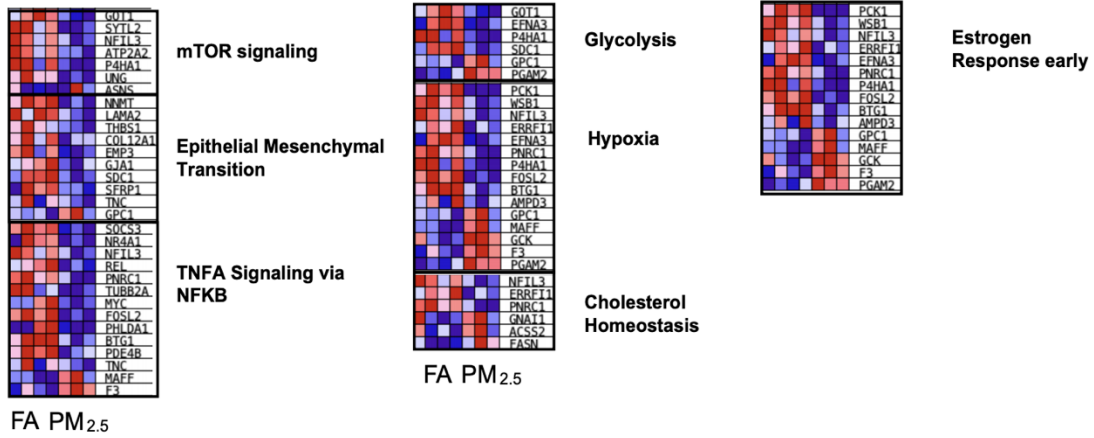 GOT1
SYTL2
NFIL3
ATP2A2
P4HA1
UNG
ASNS
mTOR signaling
NNMT
LAMA2
THBS1
COL12A1
EMP3
GJA1
SDC1
SFRP1
TNC
GPC1
Epithelial Mesenchymal
Transition
SOCS3
NR4A1
NFIL3
REL
PNRC1
TUBB2A
MYC
FOSL2
PHLDA1
BTG1
PDE4B
TNC
MAFF
F3
TNFA Signaling via
NFKB
FA PM2.5
GOT1
EFNA3
P4HA1
SDC1
GPC1
PGAM2
Glycolysis
PCK1
WSB1
NFIL3
ERRFI1
EFNA3
PNRC1
P4HA1
FOSL2
BTG1
AMPD3
GPC1
MAFF
GCK
F3
PGAM2
Hypoxia
NFIL3
ERRFI1
PNRC1
GNAI1
ACSS2
FASN
Cholesterol
Homeostasis
FA PM2.5
PCK1
WSB1
NFIL3
ERRFI1
EFNA3
PNRC1
P4HA1
FOSL2
BTG1
AMPD3
GPC1
MAFF
GCK
F3
PGAM2
Estrogen
Response early